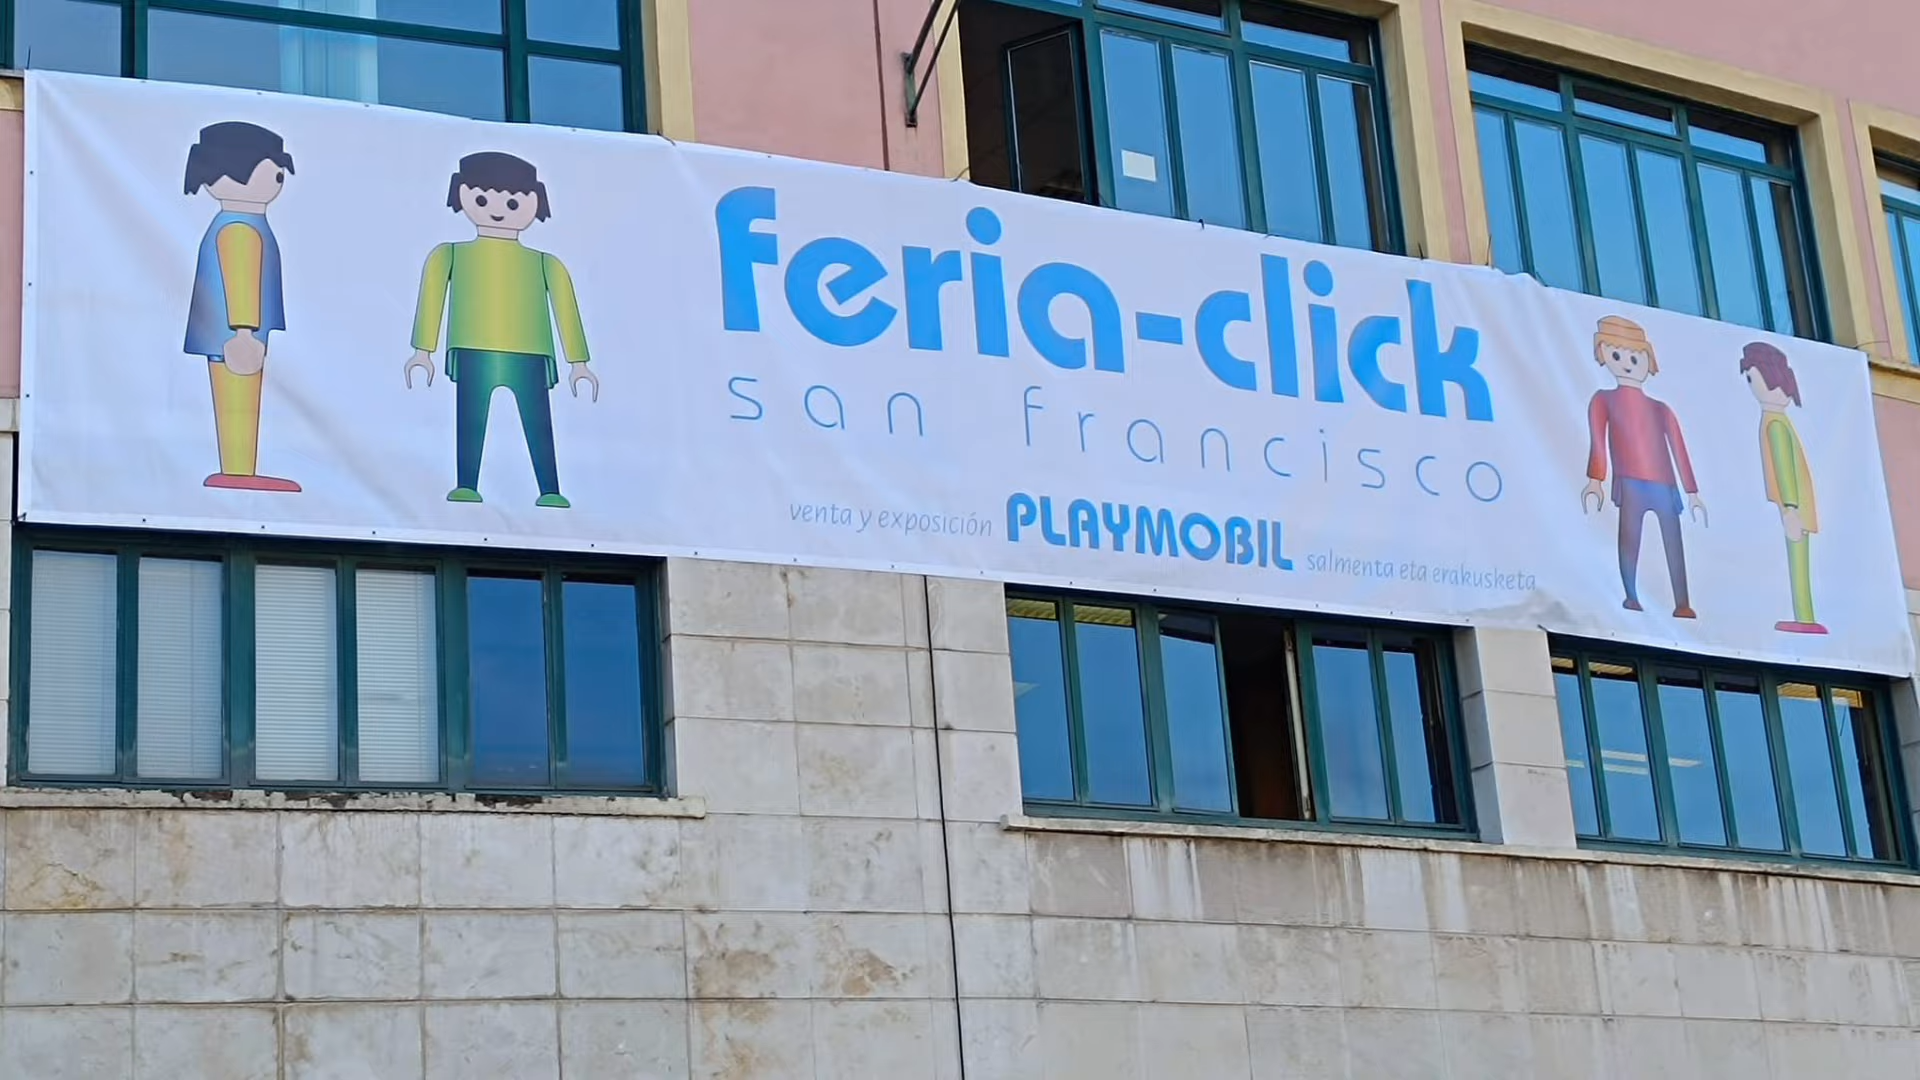 feria-click
san francisco
venta y exposición PLAYMOBIL salmenta eta erakusketa